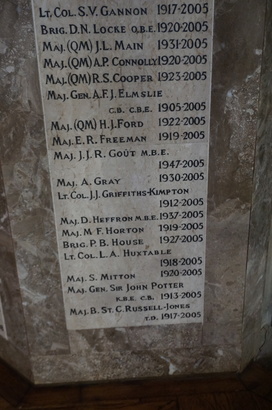 Lt. Col. S.V. Gannon 1917-2005
Brig. D.N. Locke O.B.E. 1920-2005
Maj. (QM) J.L. Main 1931-2005
Maj. (QM) A.P. Connolly 1920-2005
Maj. (QM) R.S. Cooper 1923-2005
Maj. Gen. A.F.J. Elmslie
C.B. C.B.E. 1905-2005
Maj. (QM) H.J. Ford 1922-2005
Maj. E.R. Freeman 1919-2005
Maj. J.J.R. Goût M.B.E.
1947-2005
Maj. A. Gray 1930-2005
Lt. Col. J.J. Griffiths-Kimpton
1912-2005
Maj. D. Heffron M.B.E. 1937-2005
Maj. M.F. Horton 1919-2005
Brig. P.B. House 1927-2005
Lt. Col. L.A. Huxtable
1918-2005
Maj. S. Mitton 1920-2005
Maj. Gen. Sir John Potter
K.B.E. C.B. 1913-2005
Maj. B. St. C. Russell-Jones
T.D. 1917-2005